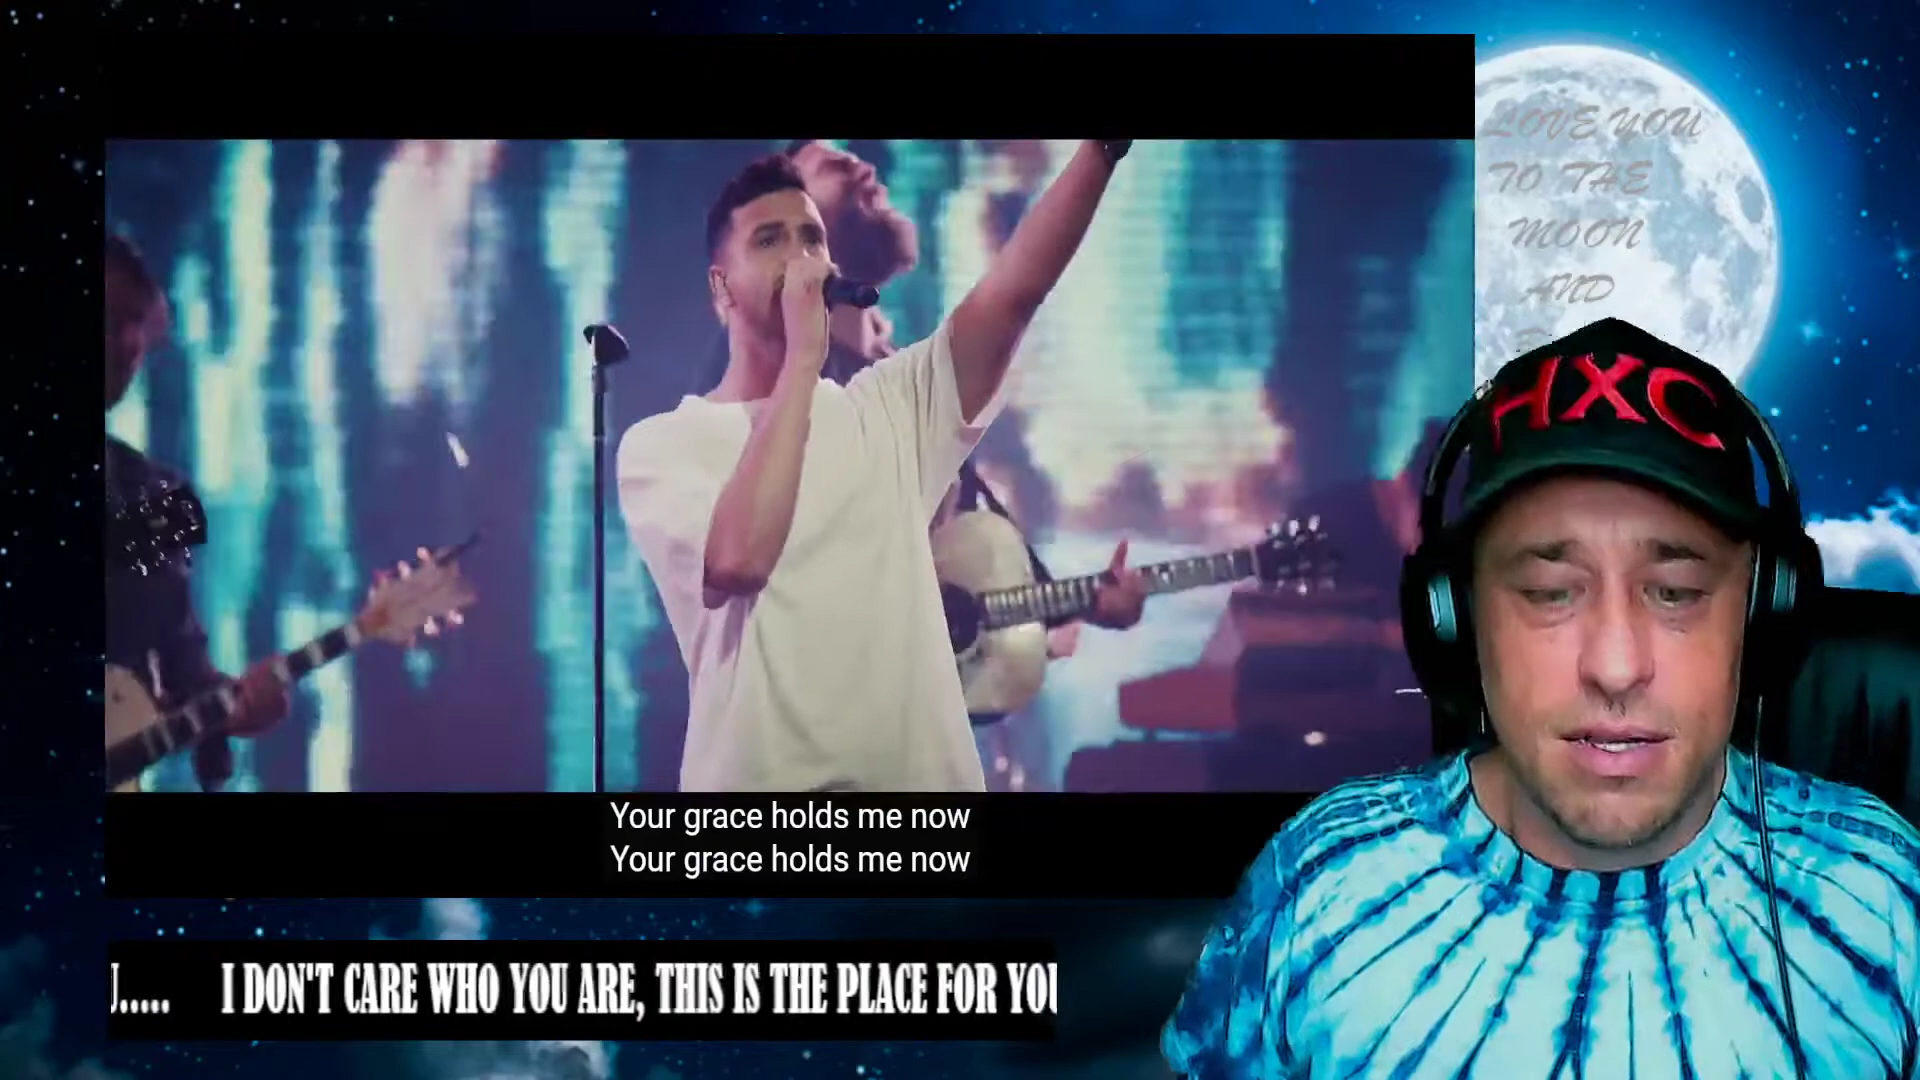 LOVE YOU
TO THE
MOON
AND
HXC
Your grace holds me now
Your grace holds me now
U..... I DON'T CARE WHO YOU ARE, THIS IS THE PLACE FOR YOU